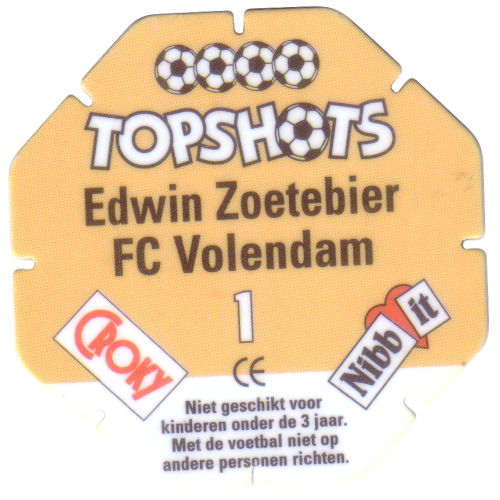 TOPSHOTS
Edwin Zoetebier
FC Volendam
1
CROKY
Nibb it
CE
Niet geschikt voor
kinderen onder de 3 jaar.
Met de voetbal niet op
andere personen richten.